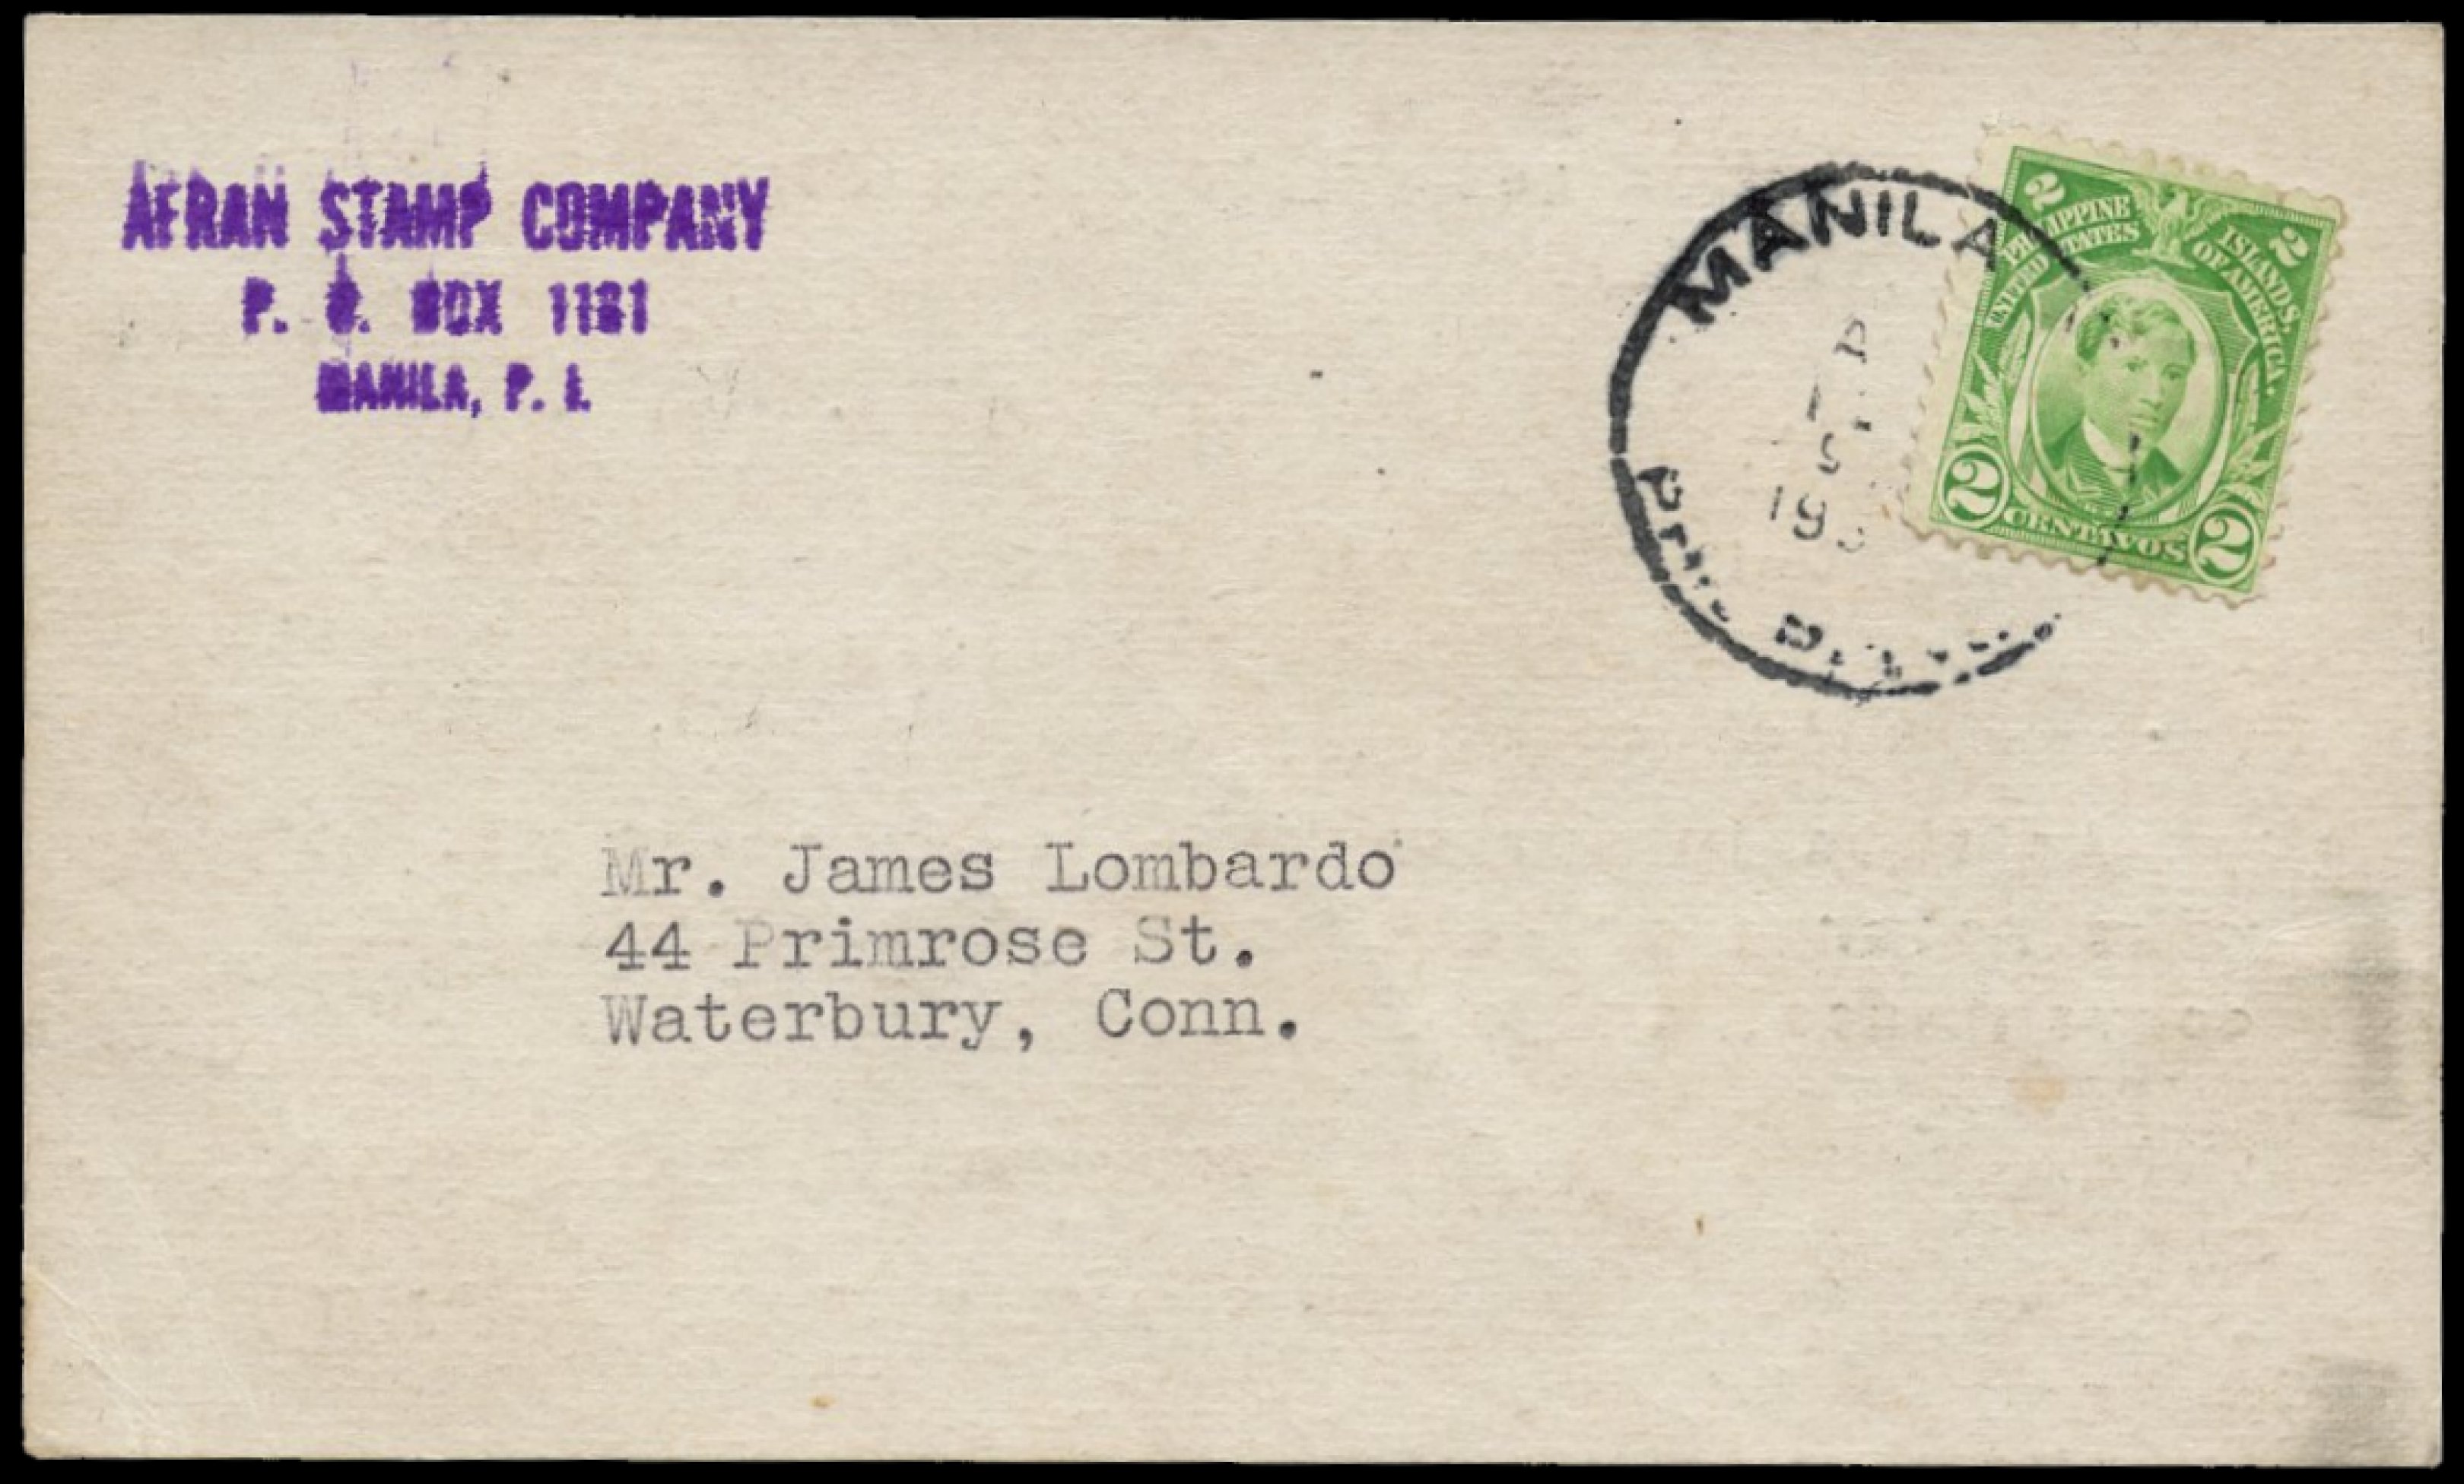 AFRAN STAMP COMPANY
P. O. BOX 1181
MANILA, P. I.
MANILA
2 2
PHILIPPINE ISLANDS,
UNITED STATES OF AMERICA.
2 CENTAVOS 2
Mr. James Lombardo
44 Primrose St.
Waterbury, Conn.